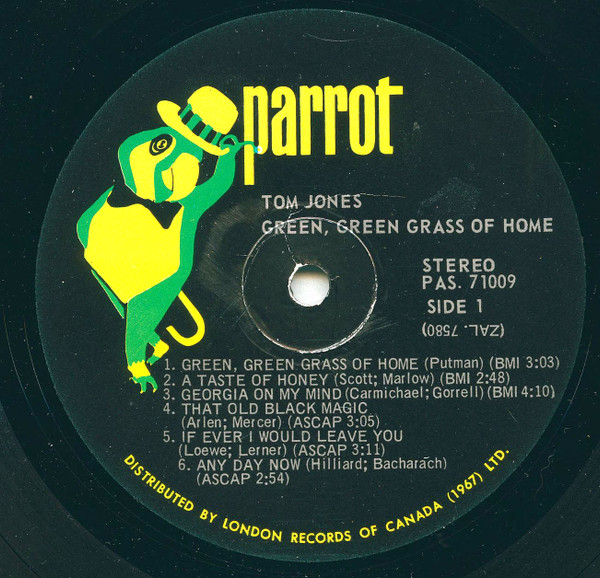 parrot
TOM JONES
GREEN, GREEN GRASS OF HOME
STEREO
PAS. 71009
SIDE 1
(ZAL. 7580)
1. GREEN, GREEN GRASS OF HOME (Putman) (BMI 3:03)
2. A TASTE OF HONEY (Scott; Marlow) (BMI 2:48)
3. GEORGIA ON MY MIND (Carmichael; Gorrell) (BMI 4:10)
4. THAT OLD BLACK MAGIC
(Arlen; Mercer) (ASCAP 3:05)
5. IF EVER I WOULD LEAVE YOU
(Loewe; Lerner) (ASCAP 3:11)
6. ANY DAY NOW (Hilliard; Bacharach)
(ASCAP 2:54)
DISTRIBUTED BY LONDON RECORDS OF CANADA (1967) LTD.